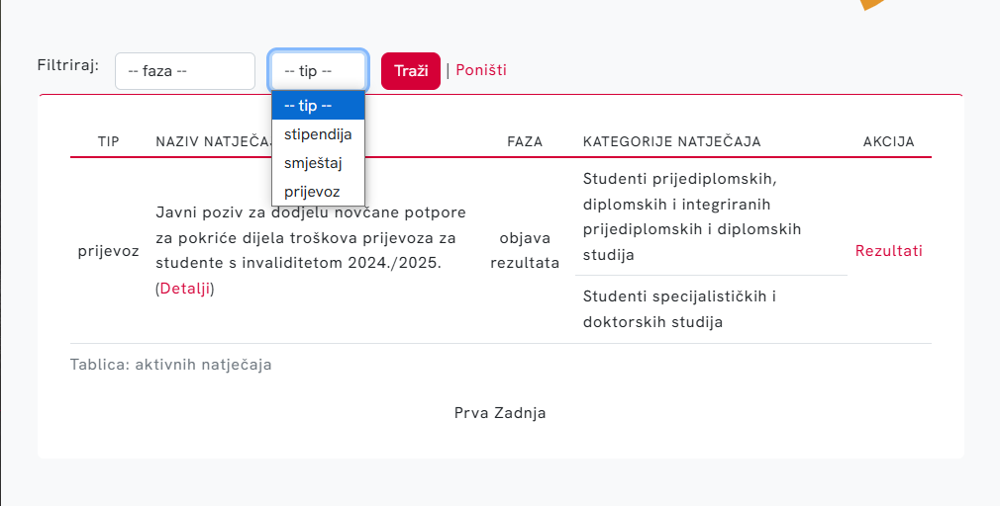 Filtriraj:
-- faza --
-- tip --
Traži
| Poništi
-- tip --
stipendija
smještaj
prijevoz
TIP
NAZIV NATJEČA
FAZA
KATEGORIJE NATJEČAJA
AKCIJA
prijevoz
Javni poziv za dodjelu novčane potpore
za pokriće dijela troškova prijevoza za
studente s invaliditetom 2024./2025.
(Detalji)
objava
rezultata
Studenti prijediplomskih,
diplomskih i integriranih
prijediplomskih i diplomskih
studija
Studenti specijalističkih i
doktorskih studija
Rezultati
Tablica: aktivnih natječaja
Prva Zadnja